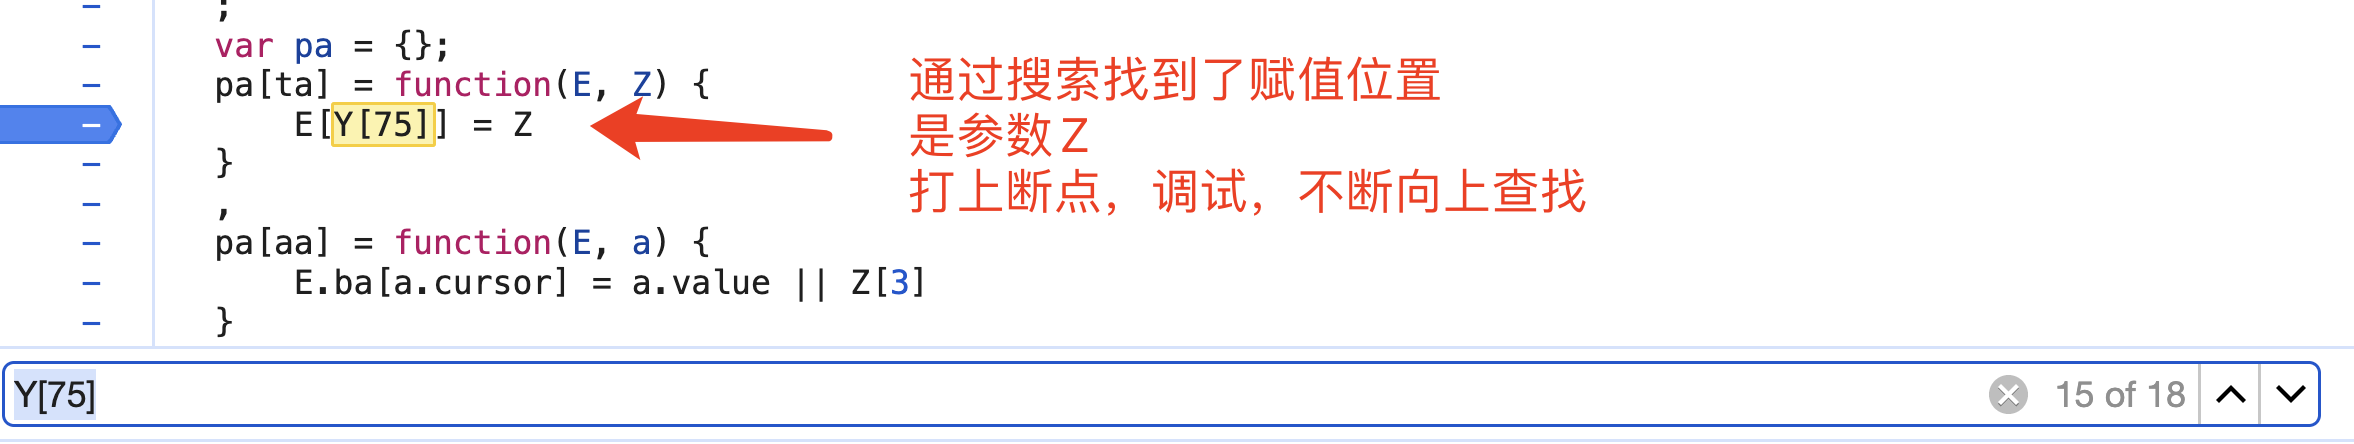 ;
var pa = {};
pa[ta] = function(E, Z) {
E[Y[75]] = Z
}
,
pa[aa] = function(E, a) {
E.ba[a.cursor] = a.value || Z[3]
}
通过搜索找到了赋值位置
是参数Z
打上断点，调试，不断向上查找
Y[75]
15 of 18